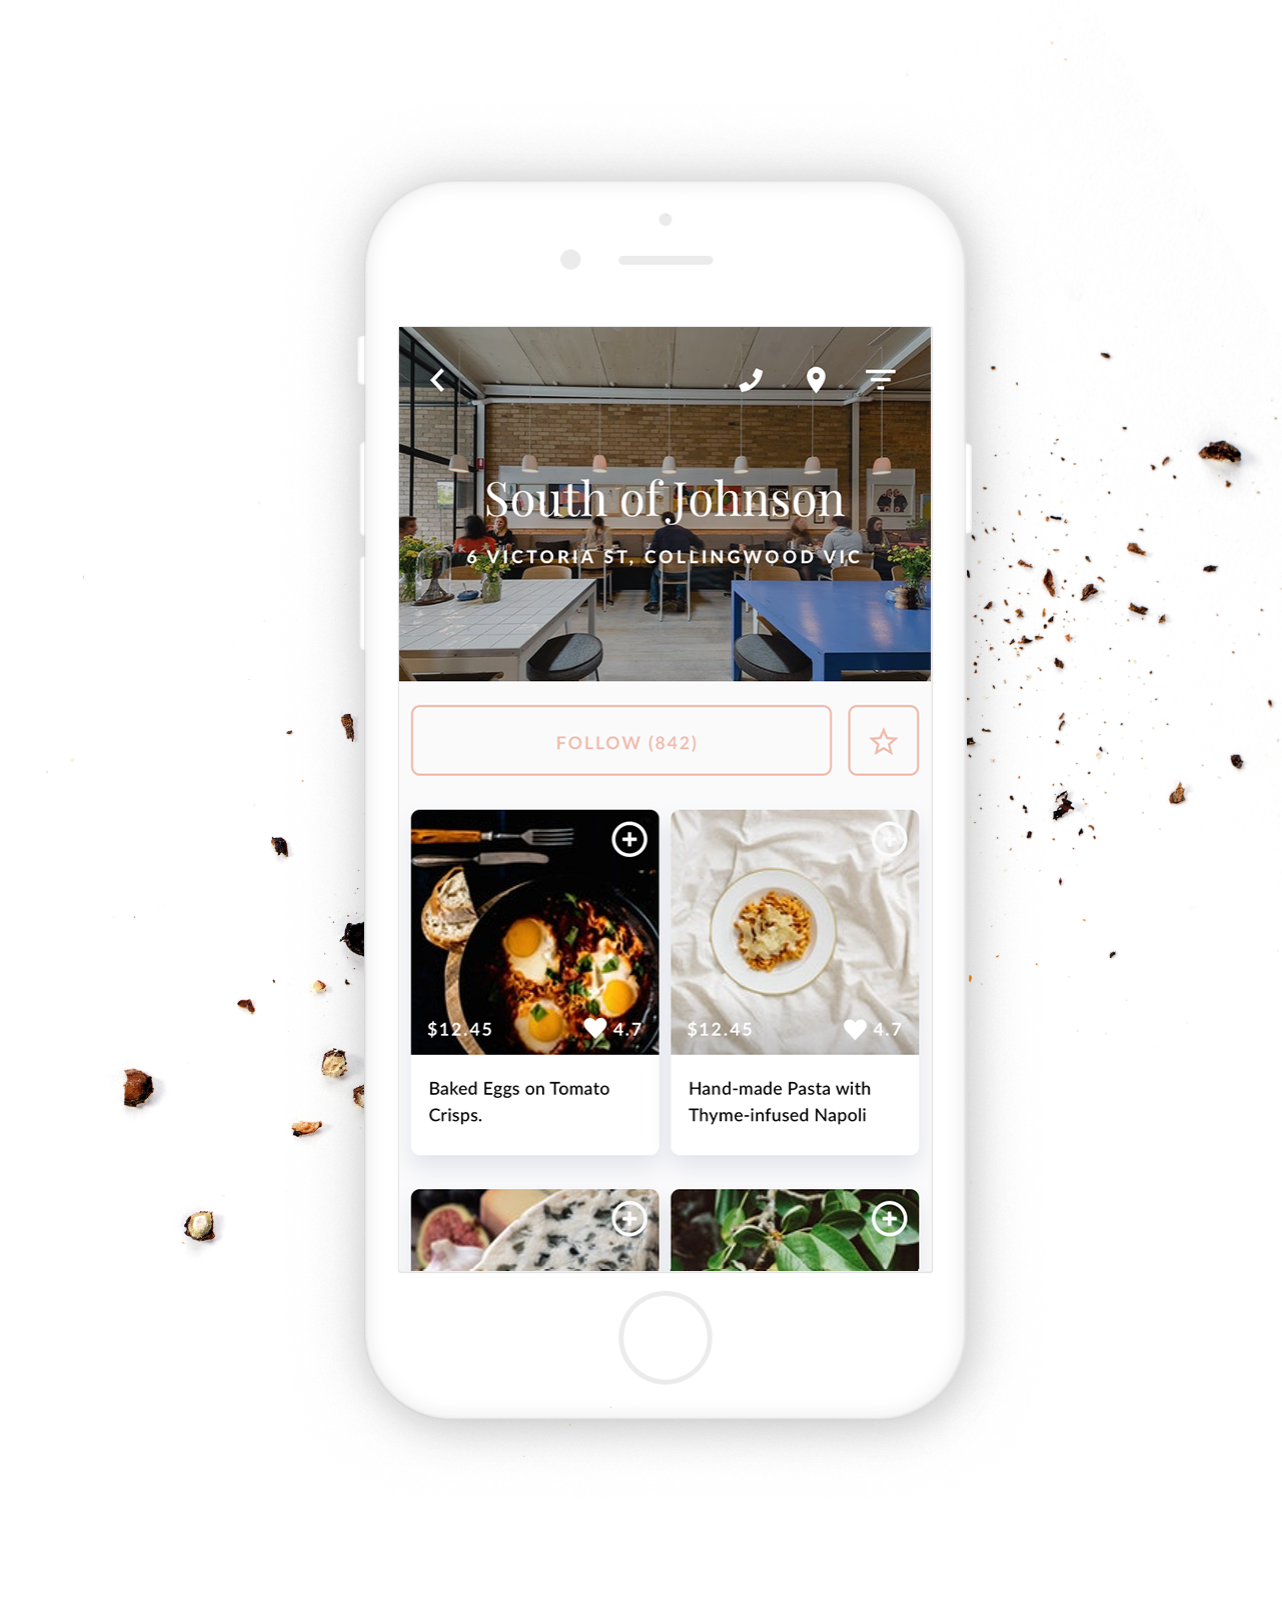 South of Johnson
6 VICTORIA ST, COLLINGWOOD VIC
FOLLOW (842)
$12.45 4.7
$12.45 4.7
Baked Eggs on Tomato
Crisps.
Hand-made Pasta with
Thyme-infused Napoli